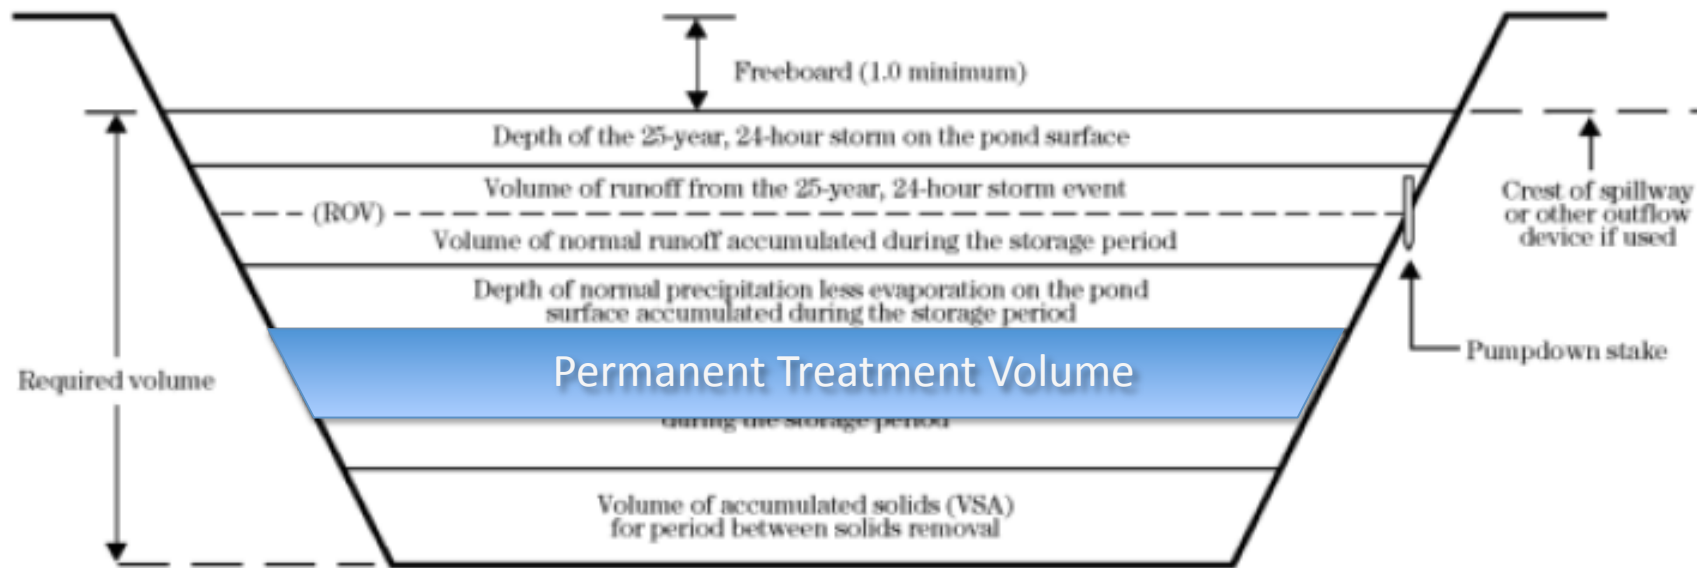 Freeboard (1.0 minimum)
Depth of the 25-year, 24-hour storm on the pond surface
Volume of runoff from the 25-year, 24-hour storm event
(ROV)
Volume of normal runoff accumulated during the storage period
Depth of normal precipitation less evaporation on the pond
surface accumulated during the storage period
Permanent Treatment Volume
during the storage period
Volume of accumulated solids (VSA)
for period between solids removal
Required volume
Crest of spillway
or other outflow
device if used
Pumpdown stake